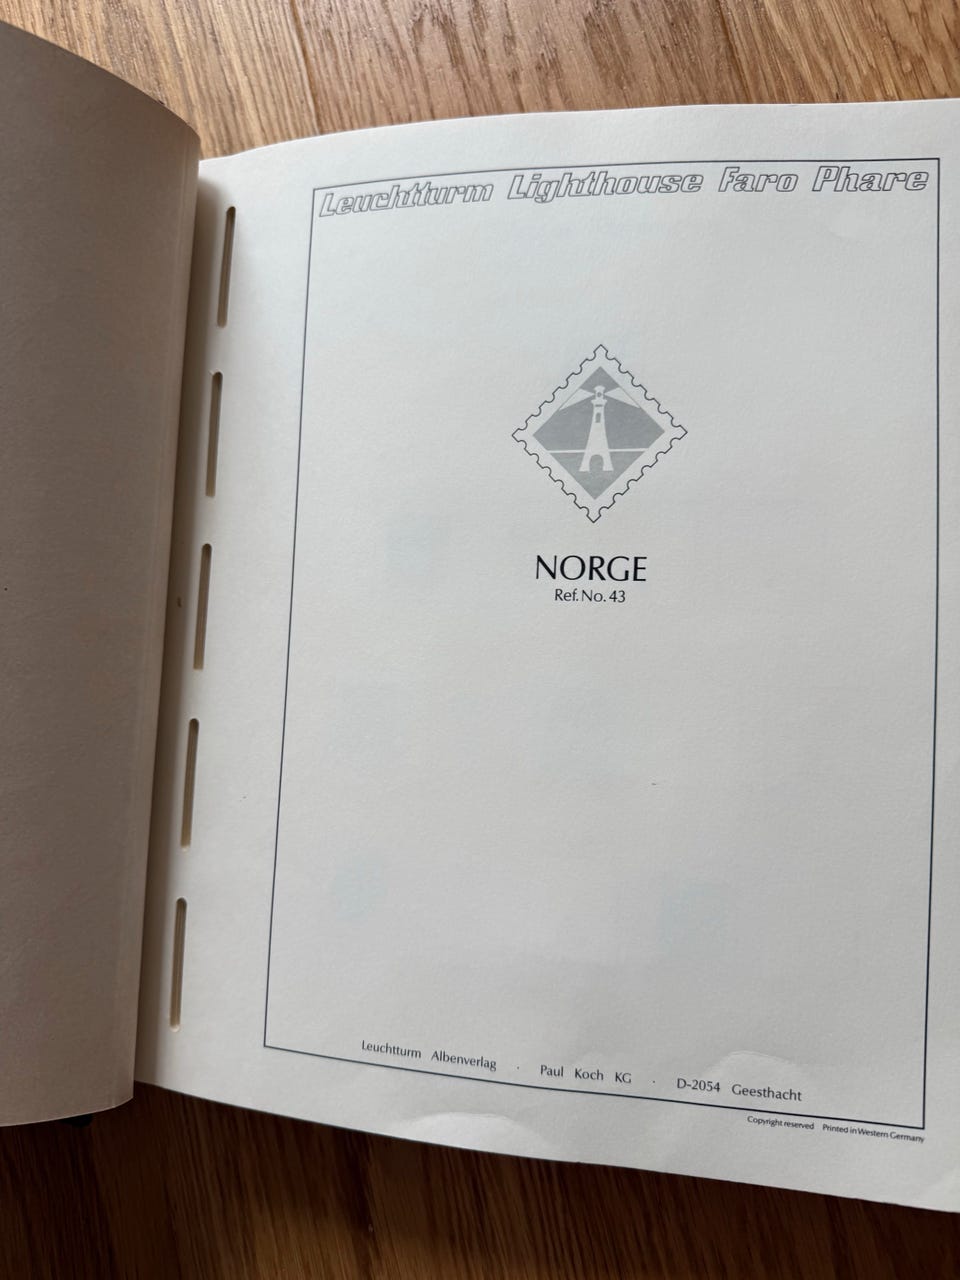 Leuchtturm Lighthouse Faro Phare
NORGE
Ref. No. 43
Leuchtturm Albenverlag · Paul Koch KG · D-2054 Geesthacht
Copyright reserved Printed in Western Germany